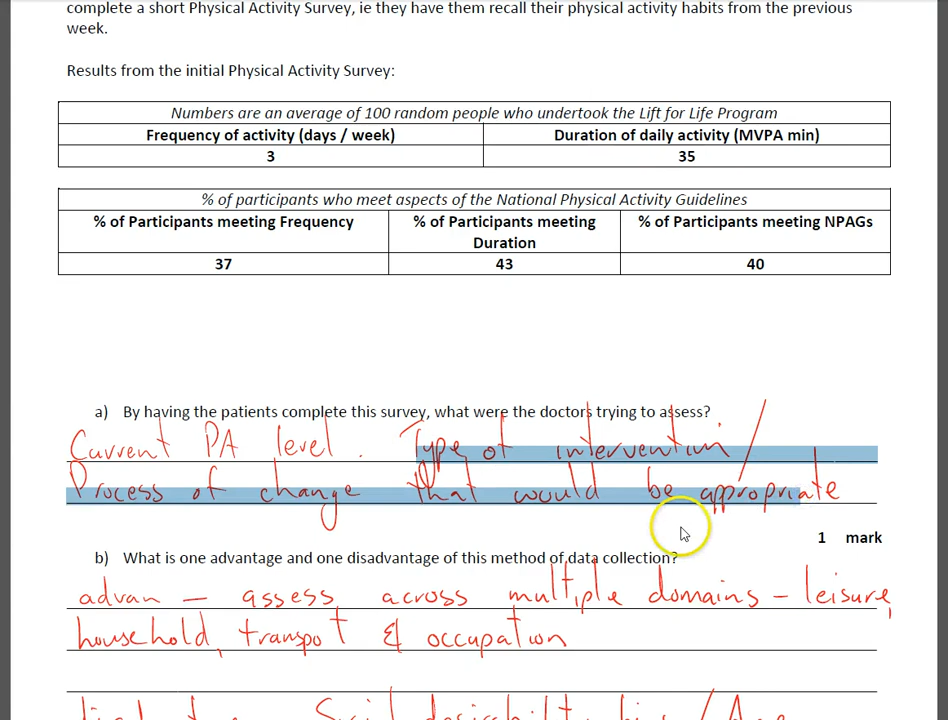 complete a short Physical Activity Survey, ie they have them recall their physical activity habits from the previous
week.
Results from the initial Physical Activity Survey:
Numbers are an average of 100 random people who undertook the Lift for Life Program
Frequency of activity (days / week) Duration of daily activity (MVPA min)
3 35
% of participants who meet aspects of the National Physical Activity Guidelines
% of Participants meeting Frequency % of Participants meeting Duration % of Participants meeting NPAGs
37 43 40
a) By having the patients complete this survey, what were the doctors trying to assess?
Current PA level. Type of intervention/
Process of change that would be appropriate
1 mark
b) What is one advantage and one disadvantage of this method of data collection?
advan – assess across multiple domains – leisure,
household, transport & occupation